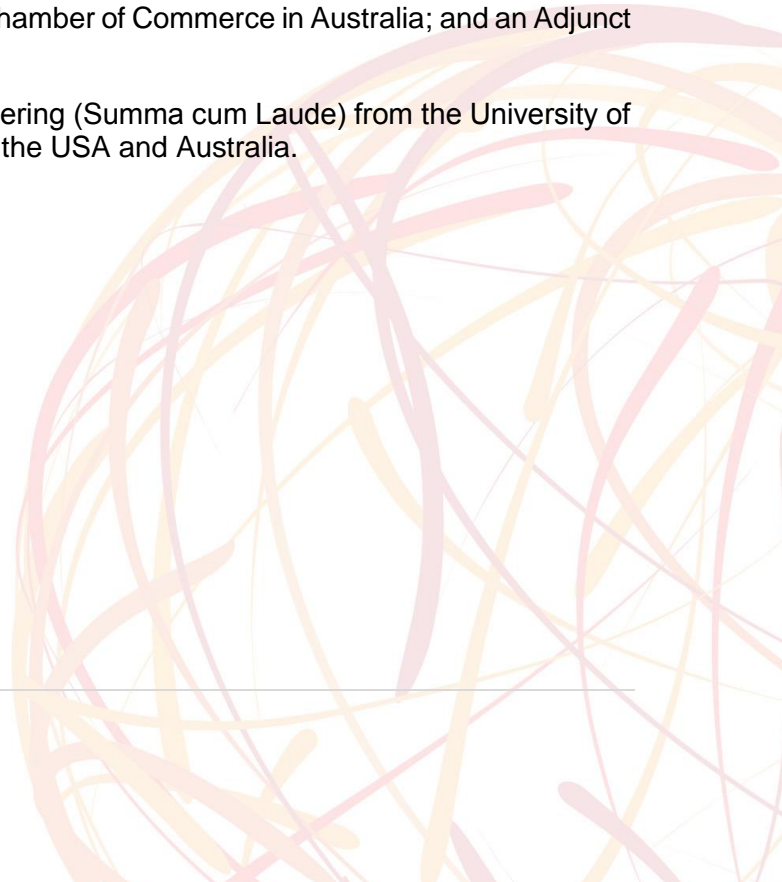 hamber of Commerce in Australia; and an Adjunct
ering (Summa cum Laude) from the University of
the USA and Australia.